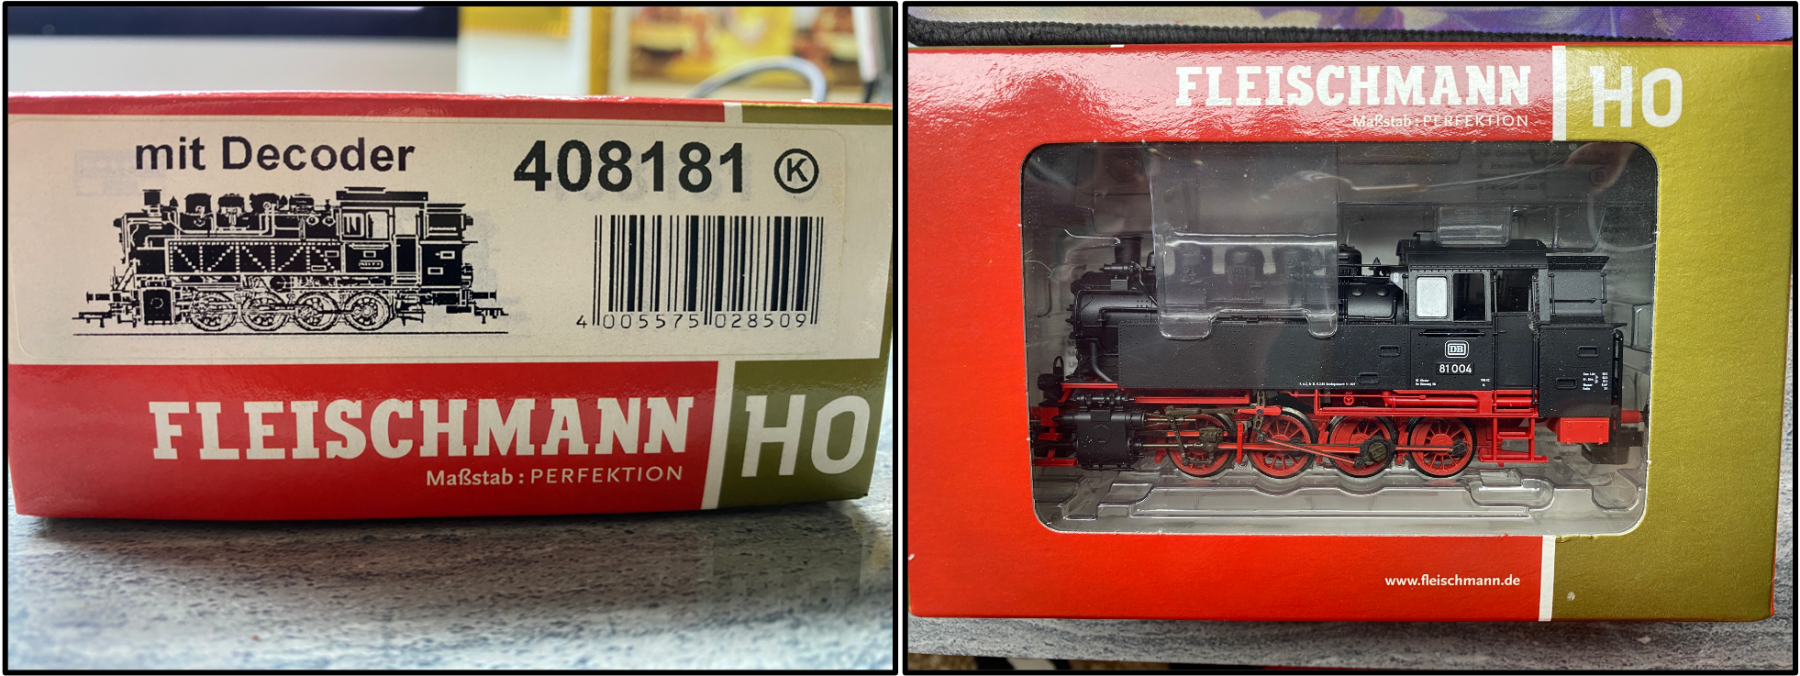 mit Decoder
408181 K
4 005575 028509
FLEISCHMANN HO
Maßstab : PERFEKTION
FLEISCHMANN HO
Maßstab : PERFEKTION
DB
81 004
www.fleischmann.de